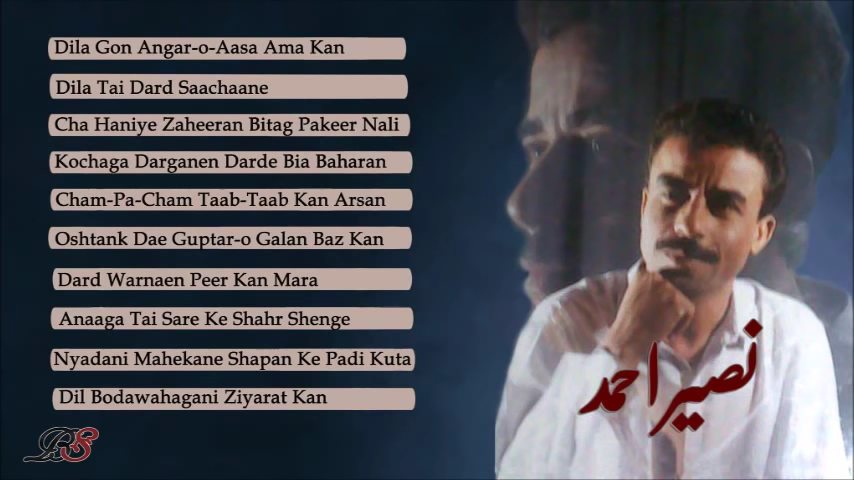 Dila Gon Angar-o-Aasa Ama Kan
Dila Tai Dard Saachaane
Cha Haniye Zaheeran Bitag Pakeer Nali
Kochaga Darganen Darde Bia Baharan
Cham-Pa-Cham Taab-Taab Kan Arsan
Oshtank Dae Guptar-o Galan Baz Kan
Dard Warnaen Peer Kan Mara
Anaaga Tai Sare Ke Shahr Shenge
Nyadani Mahekane Shapan Ke Padi Kuta
Dil Bodawahagani Ziyarat Kan
نصیر احمد
BS